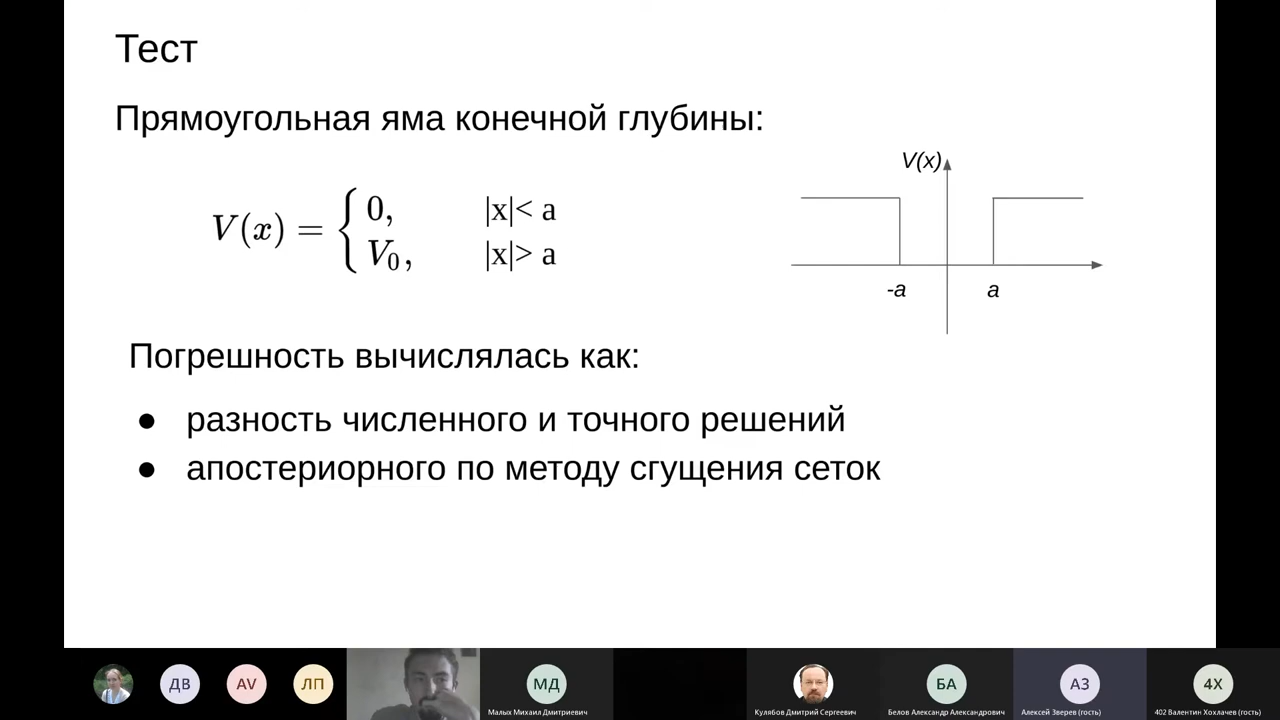 Тест
Прямоугольная яма конечной глубины:
V(x)
V(x) = { 0, |x|< a
V₀, |x|> a
-a a
Погрешность вычислялась как:
● разность численного и точного решений
● апостериорного по методу сгущения сеток
ДВ AV ЛП МД БА АЗ 4X
Малых Михаил Дмитриевич Кулябов Дмитрий Сергеевич Белов Александр Александрович Алексей Зверев (гость) 402 Валентин Хохлачев (гость)